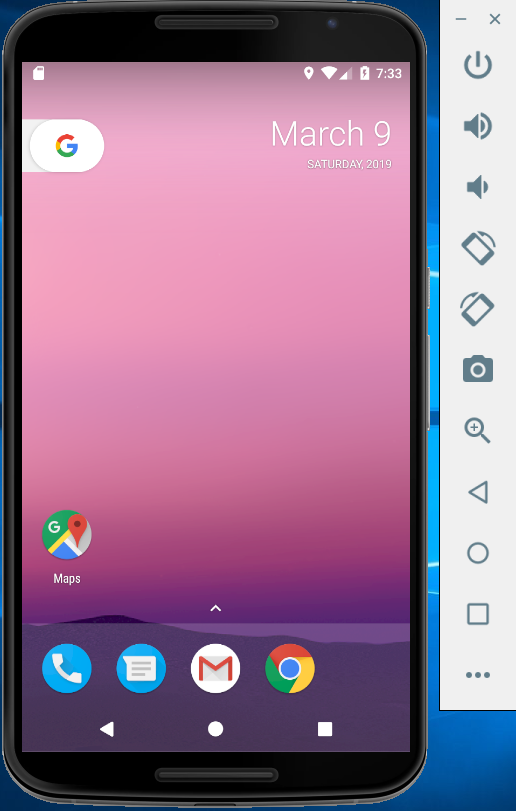 7:33
March 9
SATURDAY, 2019
G
G
Maps